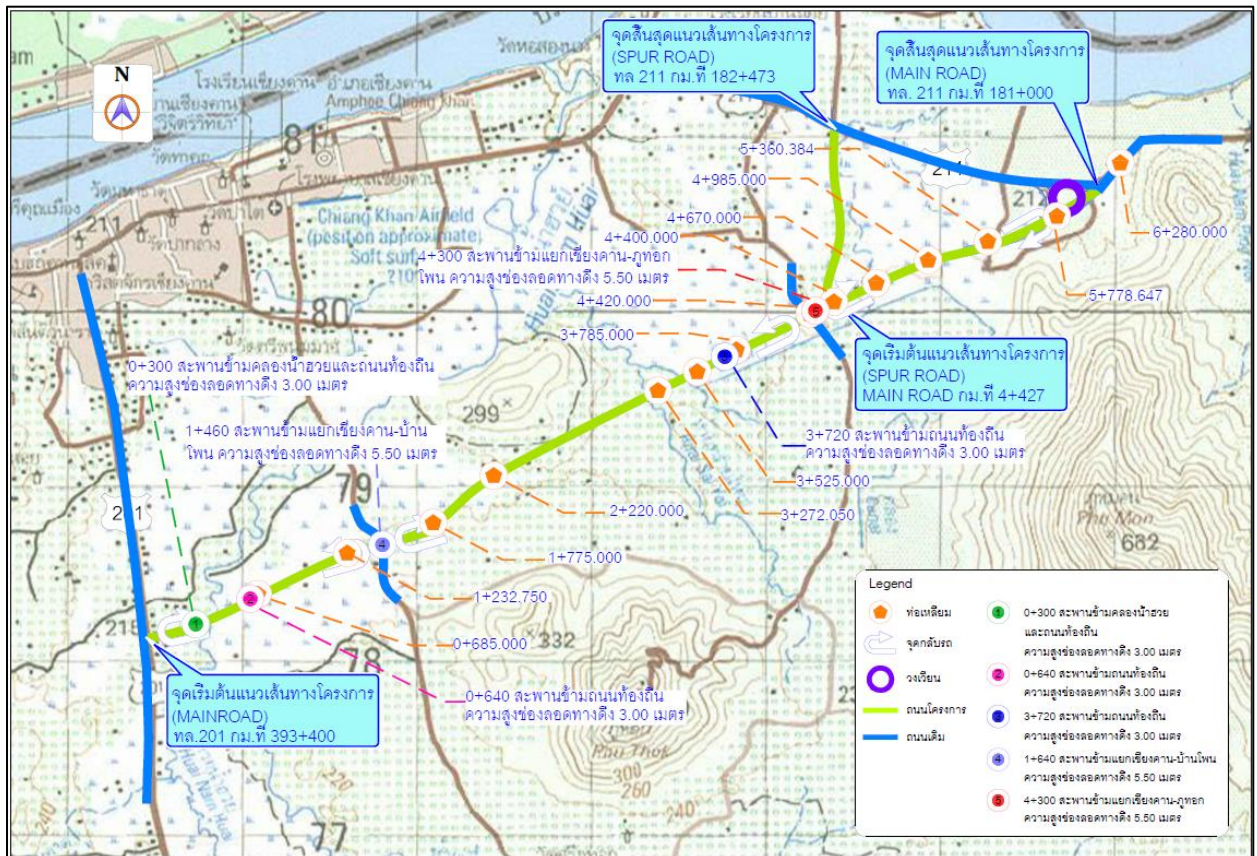 จุดสิ้นสุดแนวเส้นทางโครงการ
(SPUR ROAD)
ทล 211 กม.ที่ 182+473
จุดสิ้นสุดแนวเส้นทางโครงการ
(MAIN ROAD)
ทล. 211 กม.ที่ 181+000
N
โรงเรียนเชียงคาน
อำเภอเชียงคาน
Amphoe Chiang Khan
81
Chiang Khan Airfield
(position approximate)
211
211
212
5+360.384
4+985.000
4+670.000
4+400.000
4+300 สะพานข้ามแยกเชียงคาน-ภูทอก
โพน ความสูงช่องลอดทางดิ่ง 5.50 เมตร
4+420.000
3+785.000
6+280.000
5+778.647
80
0+300 สะพานข้ามคลองน้ำฮวยและถนนท้องถิ่น
ความสูงช่องลอดทางดิ่ง 3.00 เมตร
1+460 สะพานข้ามแยกเชียงคาน-บ้าน
โพน ความสูงช่องลอดทางดิ่ง 5.50 เมตร
299
จุดเริ่มต้นแนวเส้นทางโครงการ
(SPUR ROAD)
MAIN ROAD กม.ที่ 4+427
3+720 สะพานข้ามถนนท้องถิ่น
ความสูงช่องลอดทางดิ่ง 3.00 เมตร
3+525.000
3+272.050
2+220.000
1+775.000
1+232.750
0+685.000
79
201
215
78
332
Phu Mon
682
0+640 สะพานข้ามถนนท้องถิ่น
ความสูงช่องลอดทางดิ่ง 3.00 เมตร
จุดเริ่มต้นแนวเส้นทางโครงการ
(MAINROAD)
ทล.201 กม.ที่ 393+400
Phu Thok
300
260
240
Huai Nam Huai
220
240
77
Legend
ท่อเหลี่ยม
จุดกลับรถ
วงเวียน
ถนนโครงการ
ถนนเดิม
1 0+300 สะพานข้ามคลองน้ำฮวย
และถนนท้องถิ่น
ความสูงช่องลอดทางดิ่ง 3.00 เมตร
2 0+640 สะพานข้ามถนนท้องถิ่น
ความสูงช่องลอดทางดิ่ง 3.00 เมตร
3+720 สะพานข้ามถนนท้องถิ่น
ความสูงช่องลอดทางดิ่ง 3.00 เมตร
4 1+640 สะพานข้ามแยกเชียงคาน-บ้านโพน
ความสูงช่องลอดทางดิ่ง 5.50 เมตร
5 4+300 สะพานข้ามแยกเชียงคาน-ภูทอก
ความสูงช่องลอดทางดิ่ง 5.50 เมตร